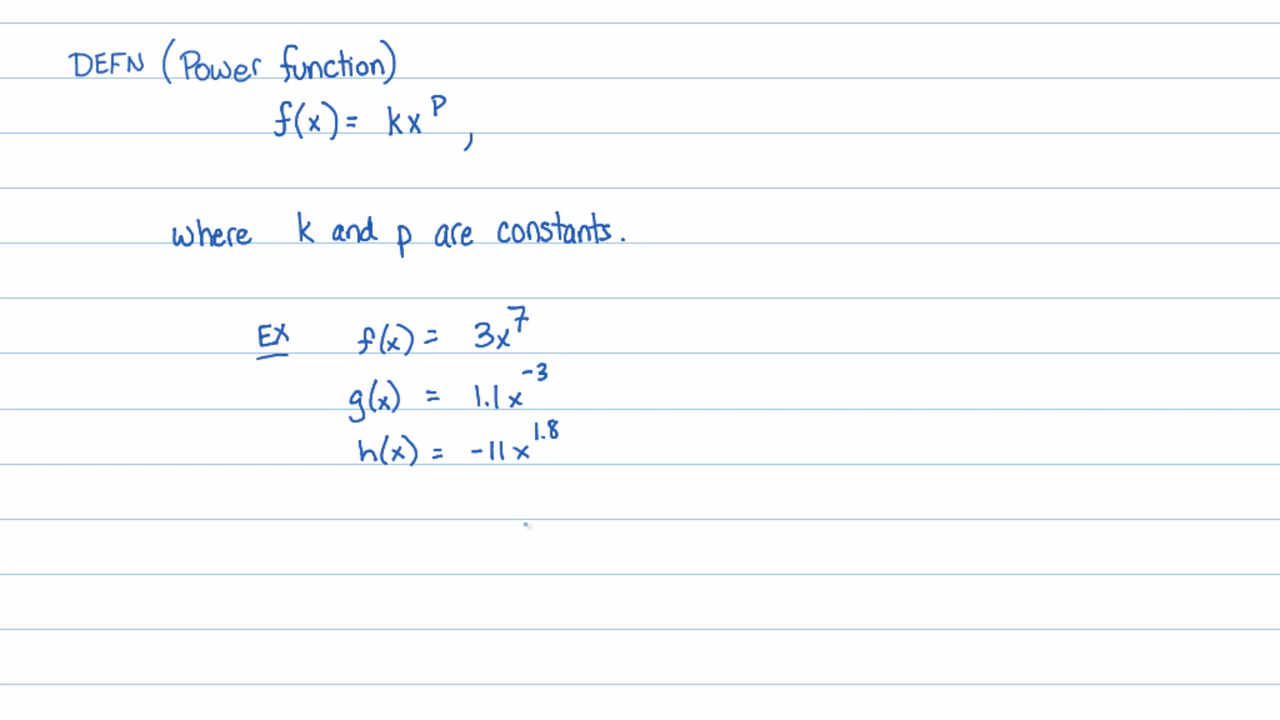 DEFN (Power function)
f(x) = kx^p ,
where k and p are constants.
EX f(x) = 3x^7
g(x) = 1.1x^-3
h(x) = -11x^1.8